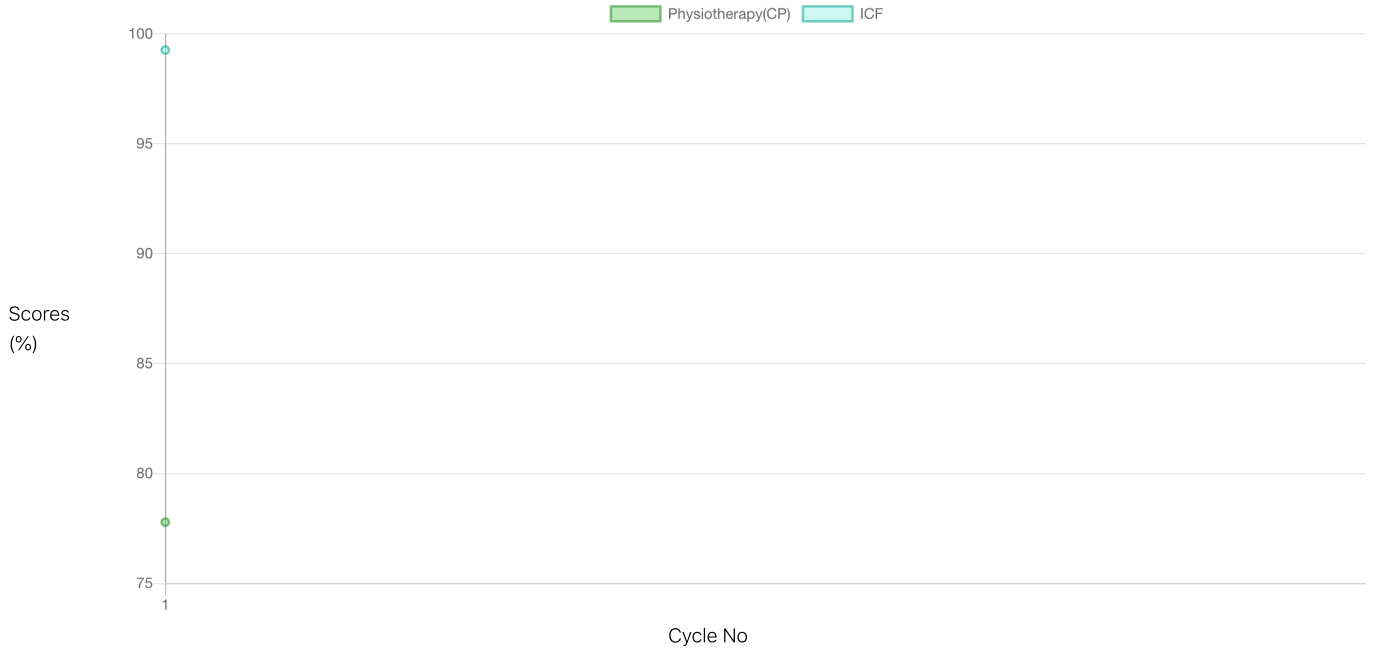 Physiotherapy(CP) ICF
100
95
90
85
80
75
Scores
(%)
1
Cycle No